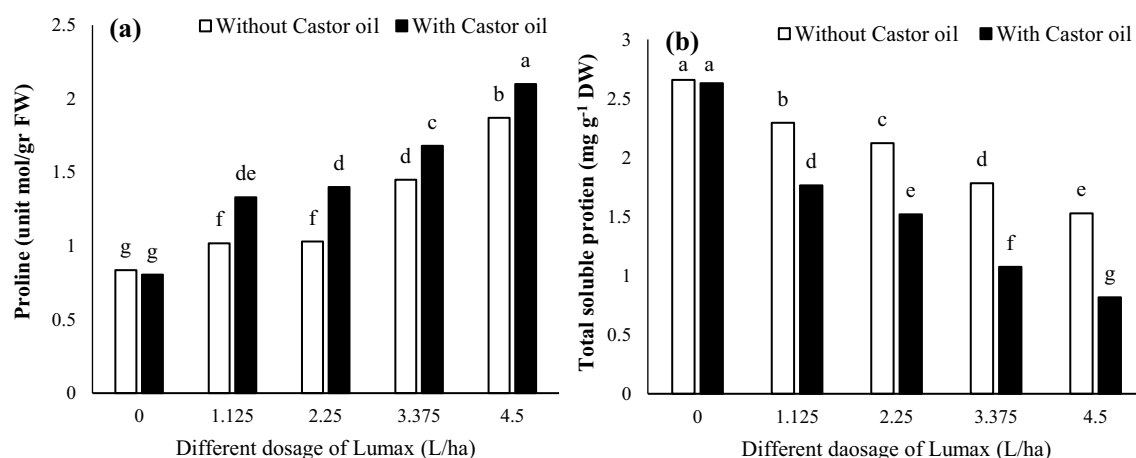 (a)
Without Castor oil With Castor oil
Proline (unit mol/gr FW)
2.5
2
1.5
1
0.5
0
g g f de f d d c b a
0 1.125 2.25 3.375 4.5
Different dosage of Lumax (L/ha)
(b)
Without Castor oil With Castor oil
Total soluble protien (mg g-1 DW)
3
2.5
2
1.5
1
0.5
0
a a b d c e d f e g
0 1.125 2.25 3.375 4.5
Different daosage of Lumax (L/ha)